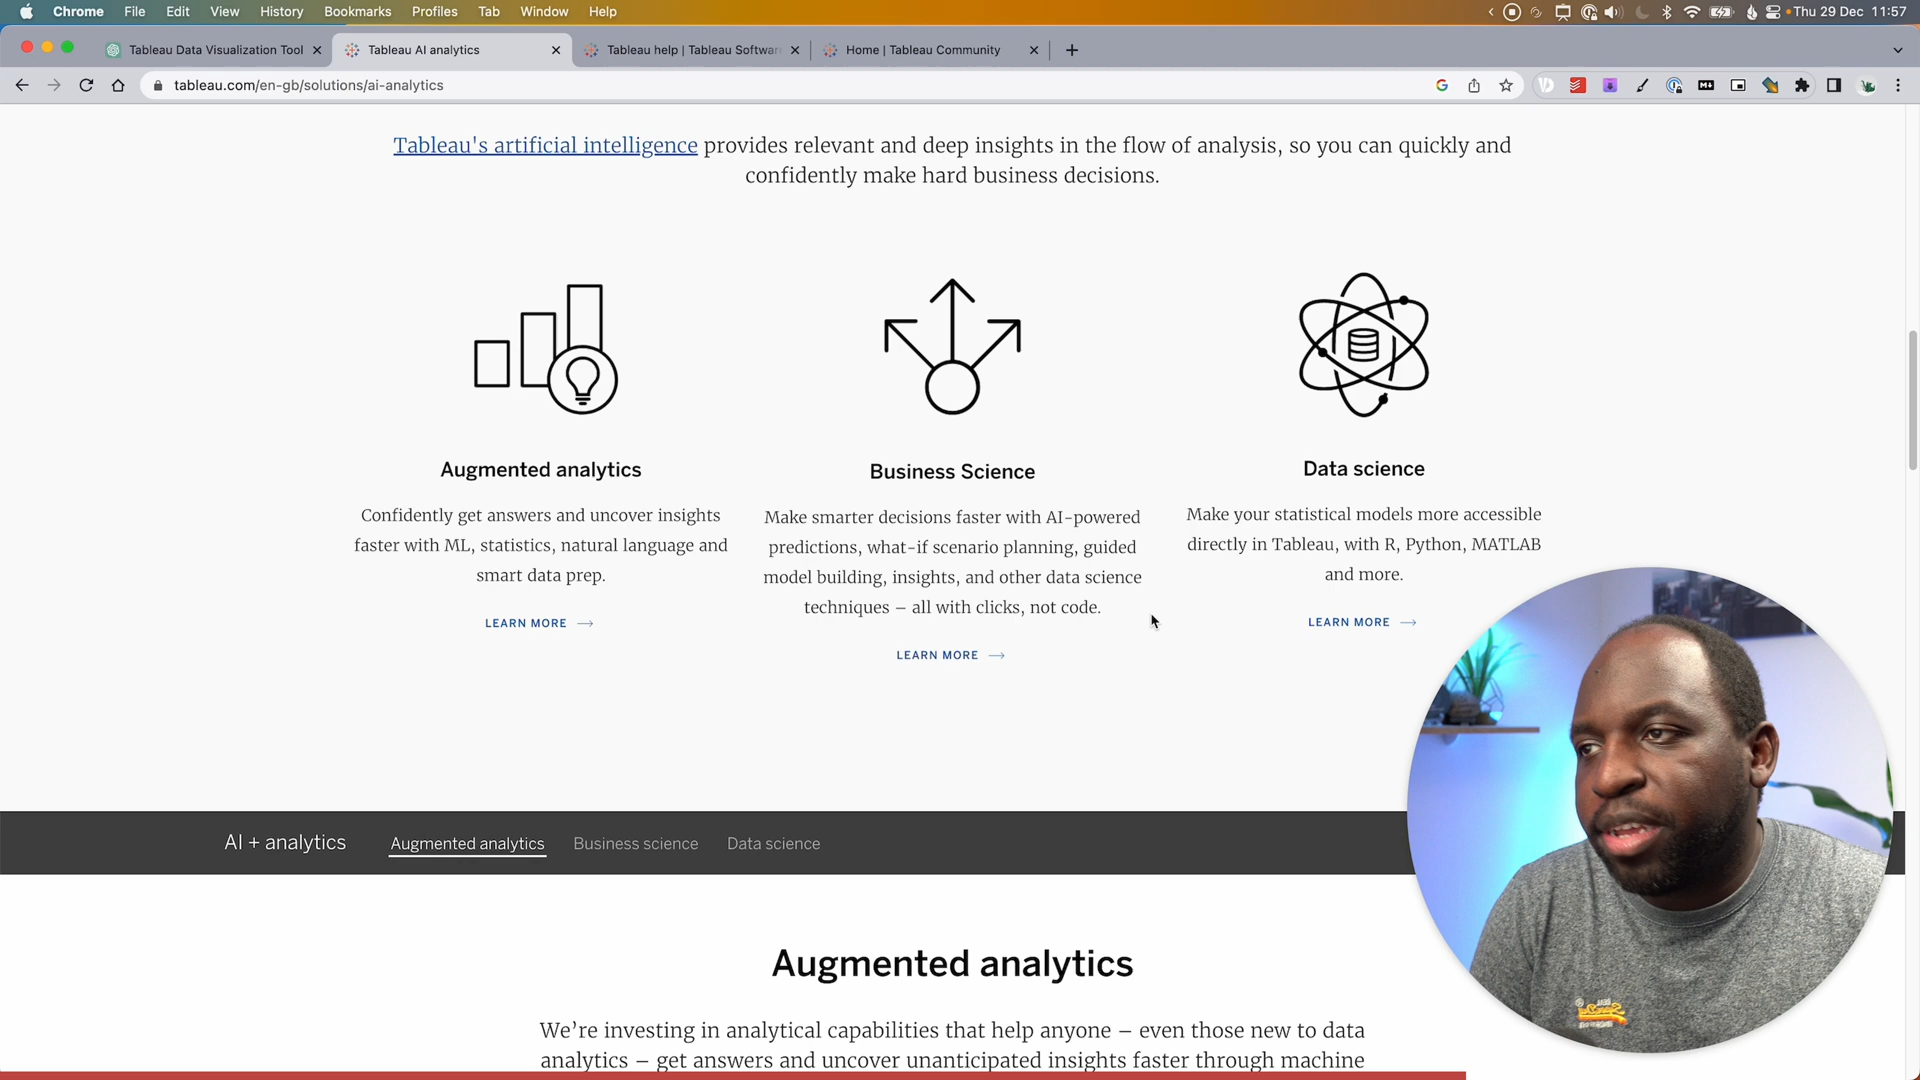 Chrome File Edit View History Bookmarks Profiles Tab Window Help Thu 29 Dec 11:57
Tableau Data Visualization Tool Tableau AI analytics Tableau help | Tableau Softwar Home | Tableau Community
tableau.com/en-gb/solutions/ai-analytics
Tableau's artificial intelligence provides relevant and deep insights in the flow of analysis, so you can quickly and
confidently make hard business decisions.
Augmented analytics
Confidently get answers and uncover insights
faster with ML, statistics, natural language and
smart data prep.
LEARN MORE
Business Science
Make smarter decisions faster with AI-powered
predictions, what-if scenario planning, guided
model building, insights, and other data science
techniques – all with clicks, not code.
LEARN MORE
Data science
Make your statistical models more accessible
directly in Tableau, with R, Python, MATLAB
and more.
LEARN MORE
AI + analytics Augmented analytics Business science Data science
Augmented analytics
We’re investing in analytical capabilities that help anyone – even those new to data
analytics – get answers and uncover unanticipated insights faster through machine